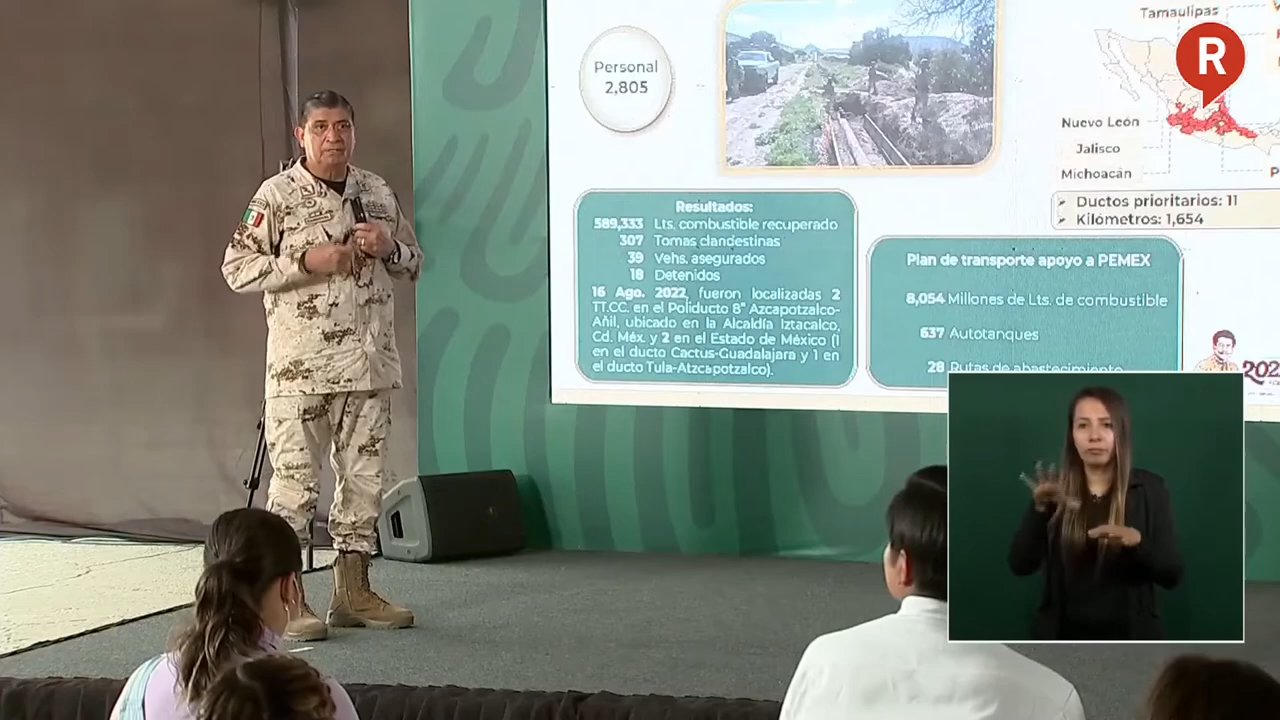 Personal
2,805
Tamaulipas
R
Nuevo León
Jalisco
Michoacán
Ductos prioritarios: 11
Kilómetros: 1,654
Resultados:
589,333 Lts. combustible recuperado
307 Tomas clandestinas
39 Vehs. asegurados
18 Detenidos
16 Ago. 2022, fueron localizadas 2
TT.CC. en el Poliducto 8" Azcapotzalco-
Añil, ubicado en la Alcaldía Iztacalco,
Cd. Méx. y 2 en el Estado de México (1
en el ducto Cactus-Guadalajara y 1 en
el ducto Tula-Atzcapotzalco).
Plan de transporte apoyo a PEMEX
8,054 Millones de Lts. de combustible
637 Autotanques
28 Rutas de abastecimiento